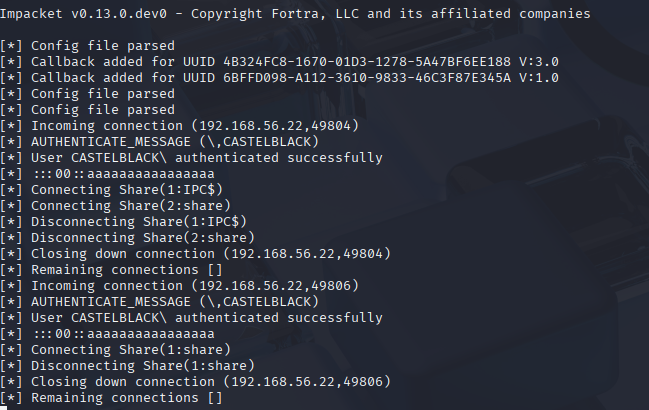 Impacket v0.13.0.dev0 - Copyright Fortra, LLC and its affiliated companies
[*] Config file parsed
[*] Callback added for UUID 4B324FC8-1670-01D3-1278-5A47BF6EE188 V:3.0
[*] Callback added for UUID 6BFFD098-A112-3610-9833-46C3F87E345A V:1.0
[*] Config file parsed
[*] Config file parsed
[*] Incoming connection (192.168.56.22,49804)
[*] AUTHENTICATE_MESSAGE (\,CASTELBLACK)
[*] User CASTELBLACK\ authenticated successfully
[*] :::00::aaaaaaaaaaaaaaaa
[*] Connecting Share(1:IPC$)
[*] Connecting Share(2:share)
[*] Disconnecting Share(1:IPC$)
[*] Disconnecting Share(2:share)
[*] Closing down connection (192.168.56.22,49804)
[*] Remaining connections []
[*] Incoming connection (192.168.56.22,49806)
[*] AUTHENTICATE_MESSAGE (\,CASTELBLACK)
[*] User CASTELBLACK\ authenticated successfully
[*] :::00::aaaaaaaaaaaaaaaa
[*] Connecting Share(1:share)
[*] Disconnecting Share(1:share)
[*] Closing down connection (192.168.56.22,49806)
[*] Remaining connections []